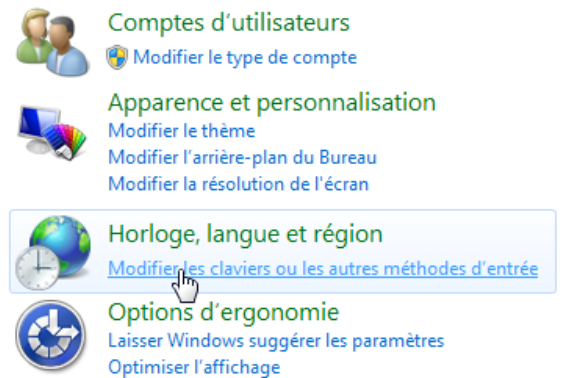 Comptes d’utilisateurs
Modifier le type de compte
Apparence et personnalisation
Modifier le thème
Modifier l’arrière-plan du Bureau
Modifier la résolution de l'écran
Horloge, langue et région
Modifier les claviers ou les autres méthodes d’entrée
Options d’ergonomie
Laisser Windows suggérer les paramètres
Optimiser l’affichage